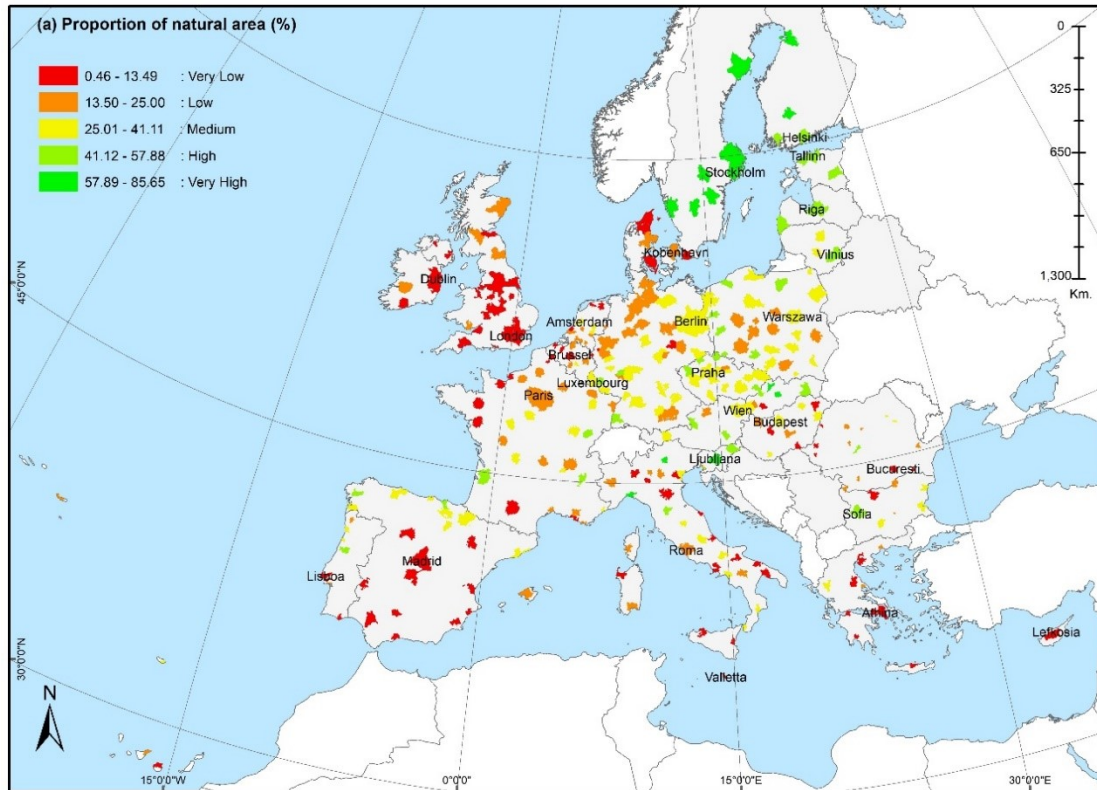 (a) Proportion of natural area (%)
0.46 - 13.49 : Very Low
13.50 - 25.00 : Low
25.01 - 41.11 : Medium
41.12 - 57.88 : High
57.89 - 85.65 : Very High
0
325
650
1,300
Km.
Helsinki
Tallinn
Stockholm
Riga
Kobenhavn
Vilnius
Dublin
45°0'0"N
Amsterdam
Berlin
Warszawa
London
Brussel
Luxembourg
Praha
Paris
Wien
Budapest
Ljubljana
Bucaresti
Sofia
Roma
Madrid
Lisboa
Athina
Lefkosia
Valletta
30°0'0"N
N
15°0'0"W
0°0'0"
15°0'0"E
30°0'0"E